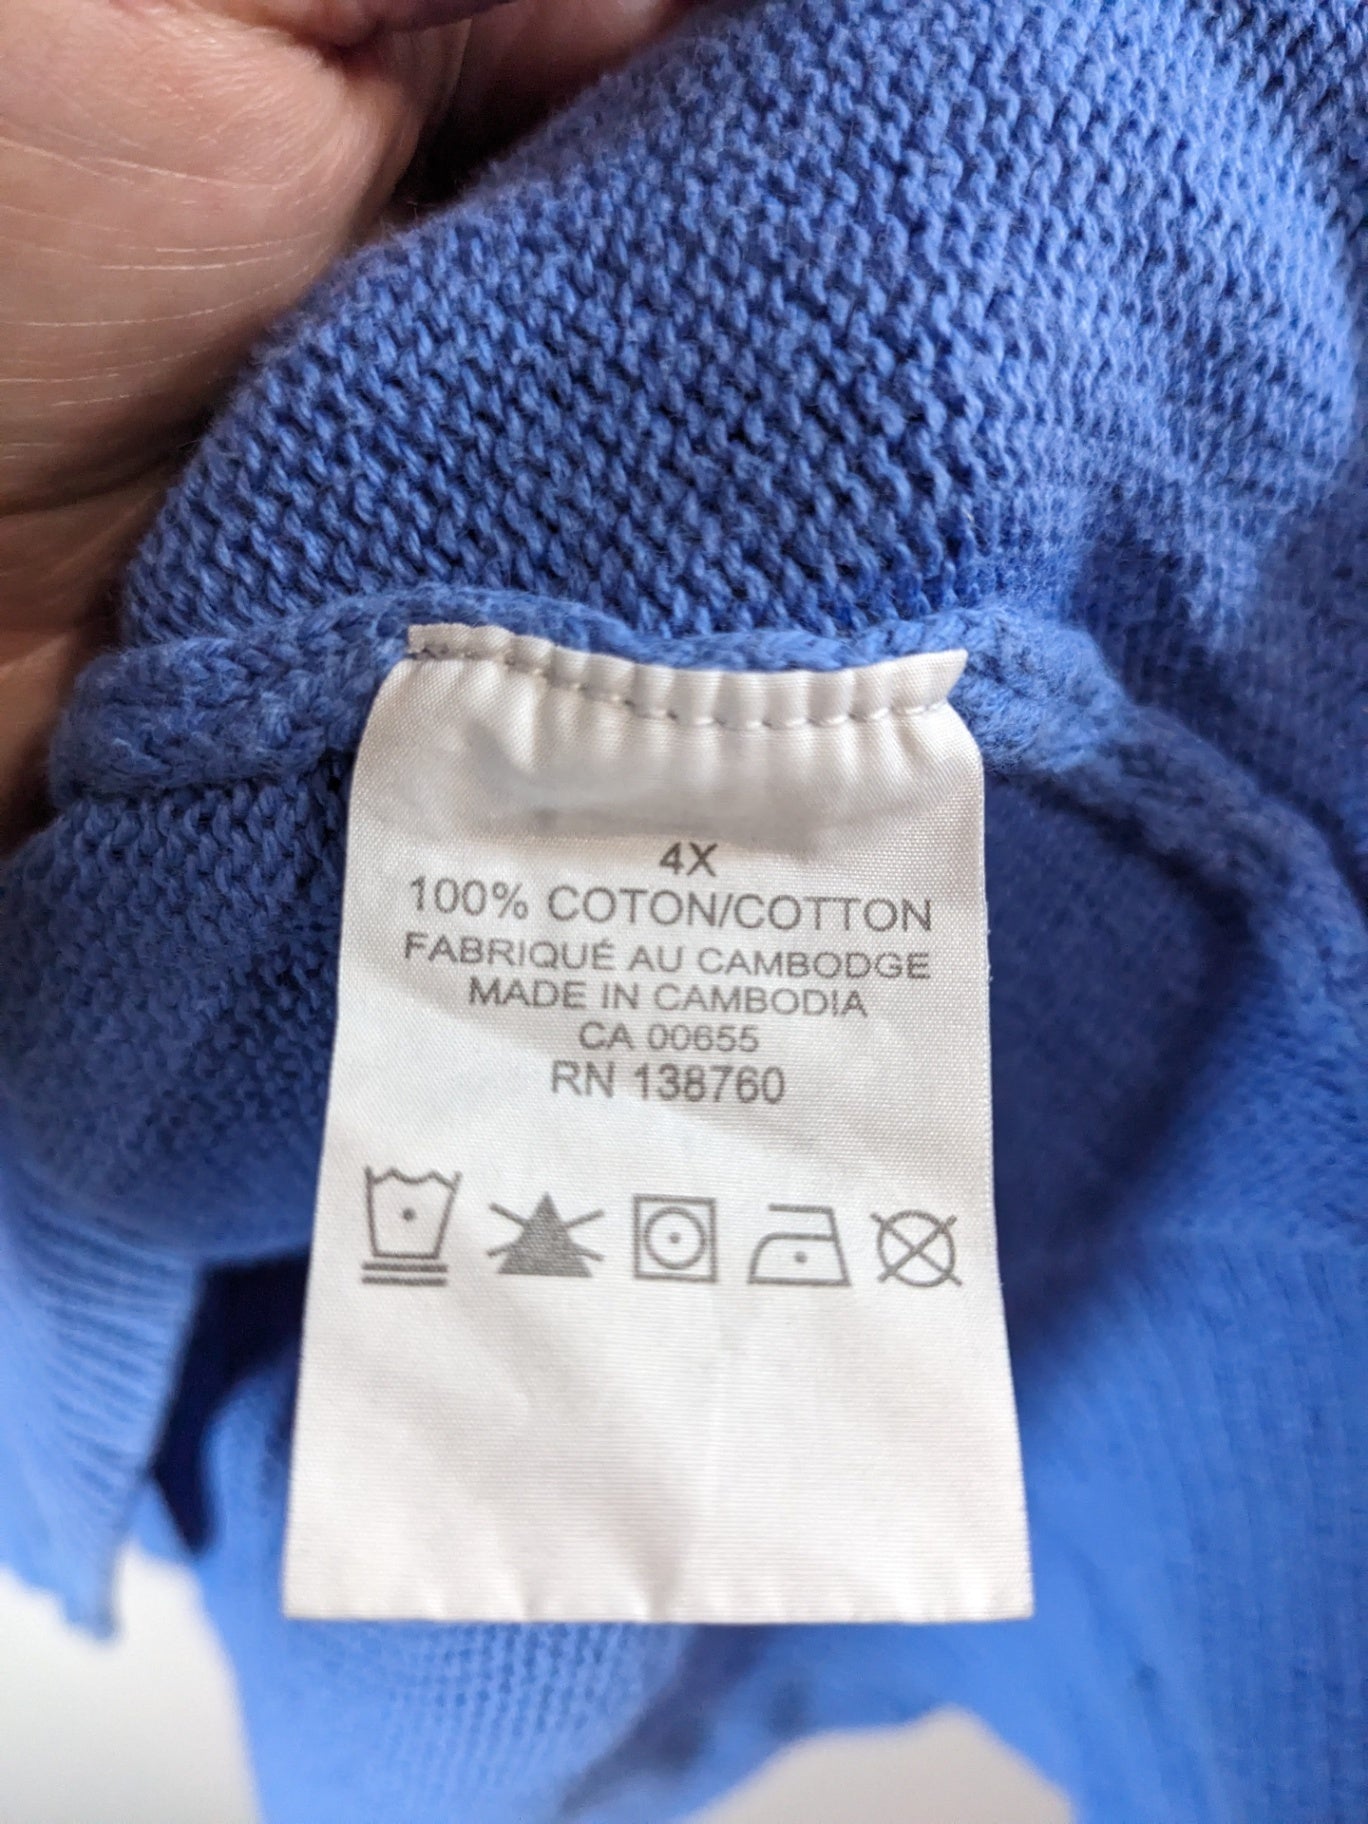 4X
100% COTON/COTTON
FABRIQUÉ AU CAMBODGE
MADE IN CAMBODIA
CA 00655
RN 138760